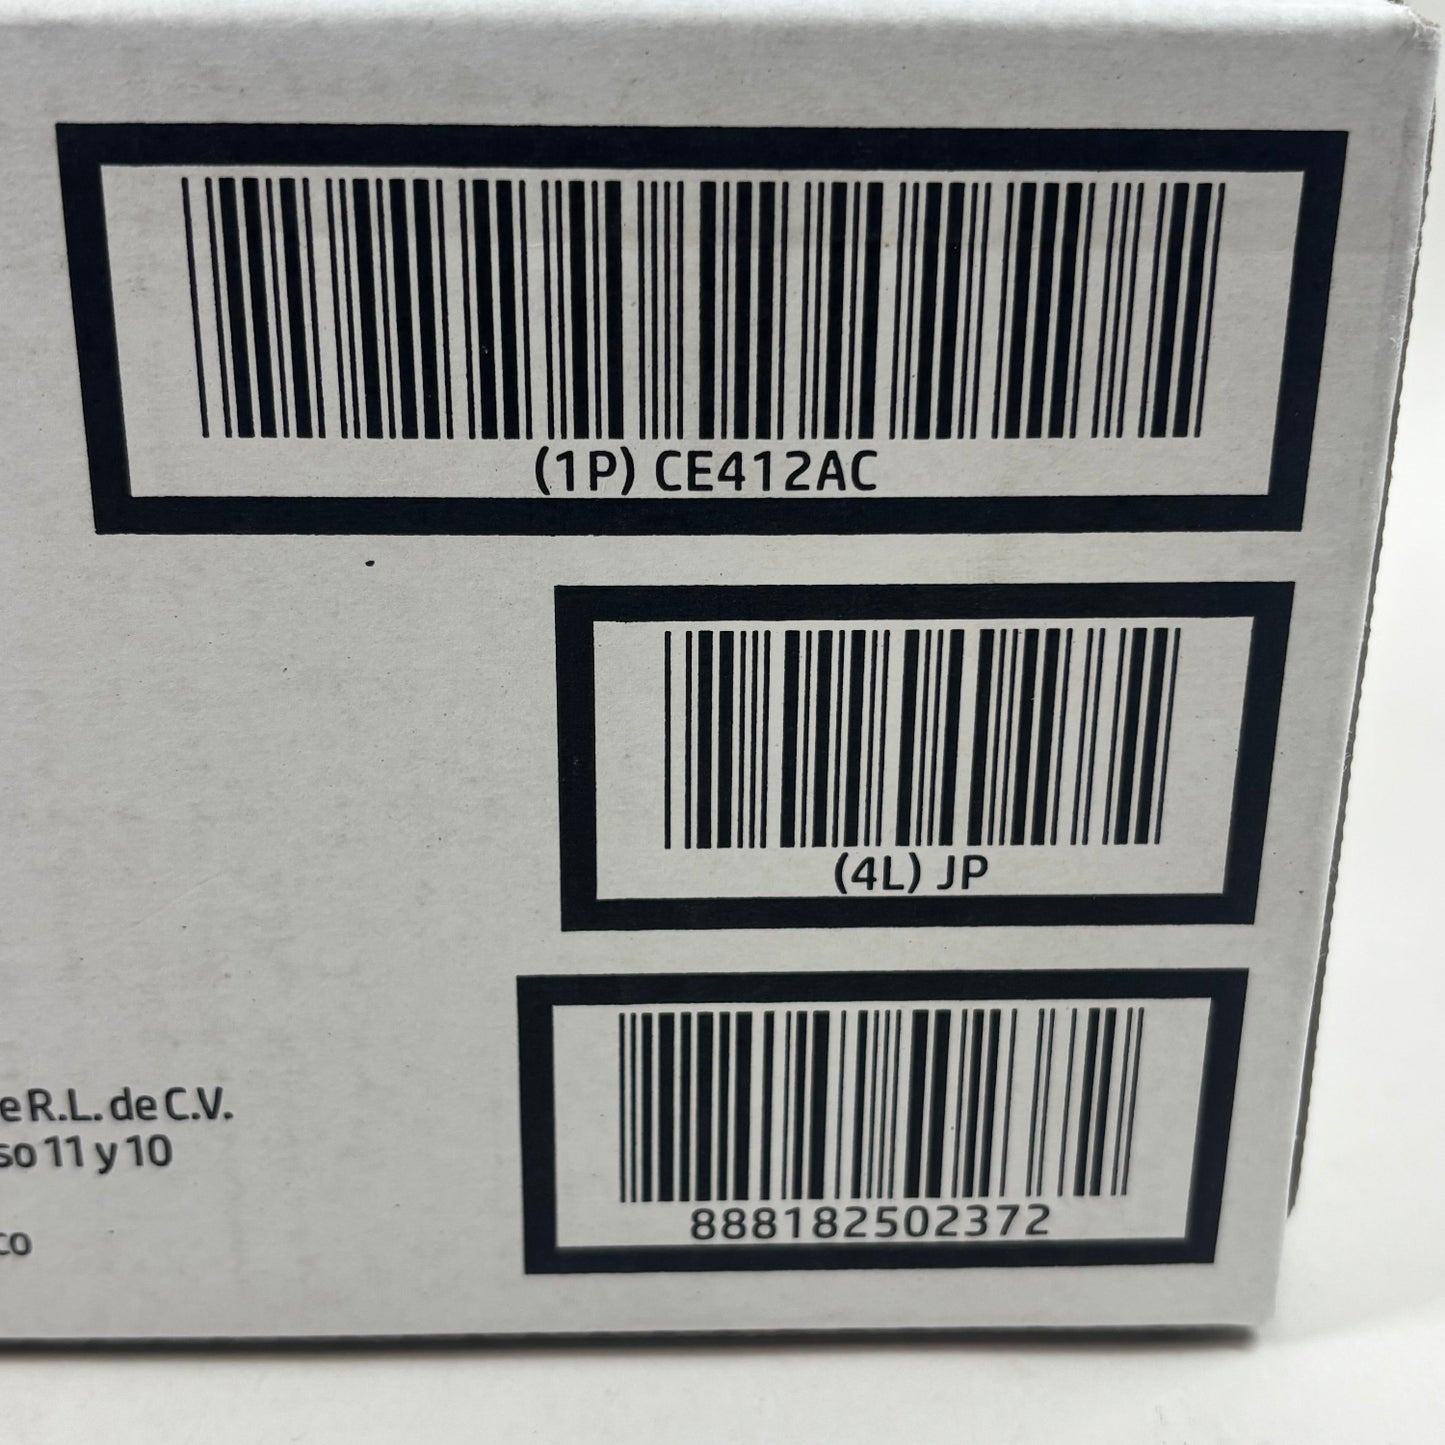 (1P) CE412AC
(4L) JP
e R.L. de C.V.
so 11 y 10
co
888182502372